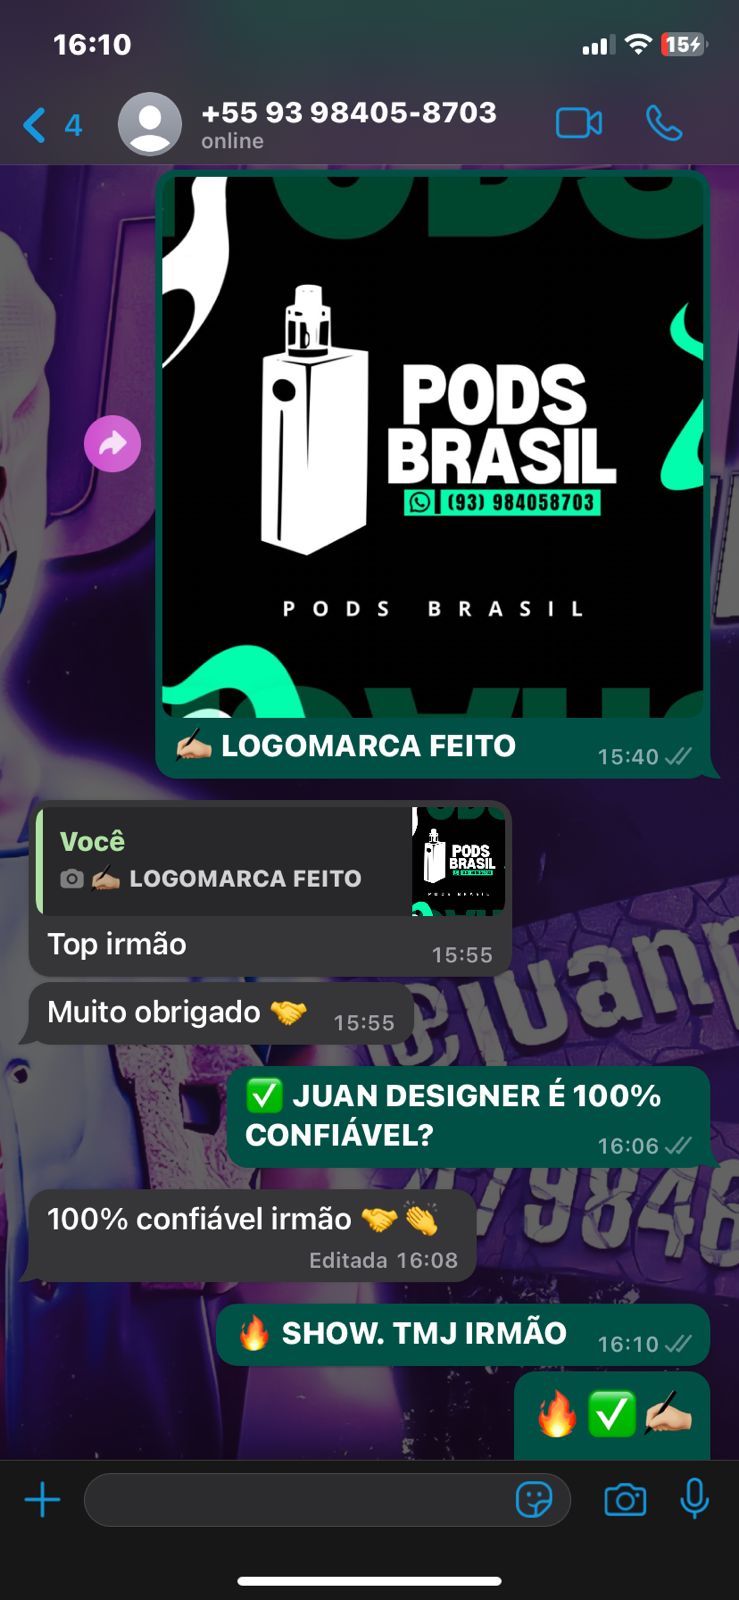 16:10
15
4
+55 93 98405-8703
online
PODS
BRASIL
(93) 984058703
PODS BRASIL
✍🏻 LOGOMARCA FEITO
15:40
Você
✍🏻 LOGOMARCA FEITO
PODS
BRASIL
Top irmão
15:55
Muito obrigado 🤝
15:55
@juann
✅ JUAN DESIGNER É 100%
CONFIÁVEL?
16:06
100% confiável irmão 🤝👏
Editada 16:08
🔥 SHOW. TMJ IRMÃO
16:10
🔥✅✍🏻